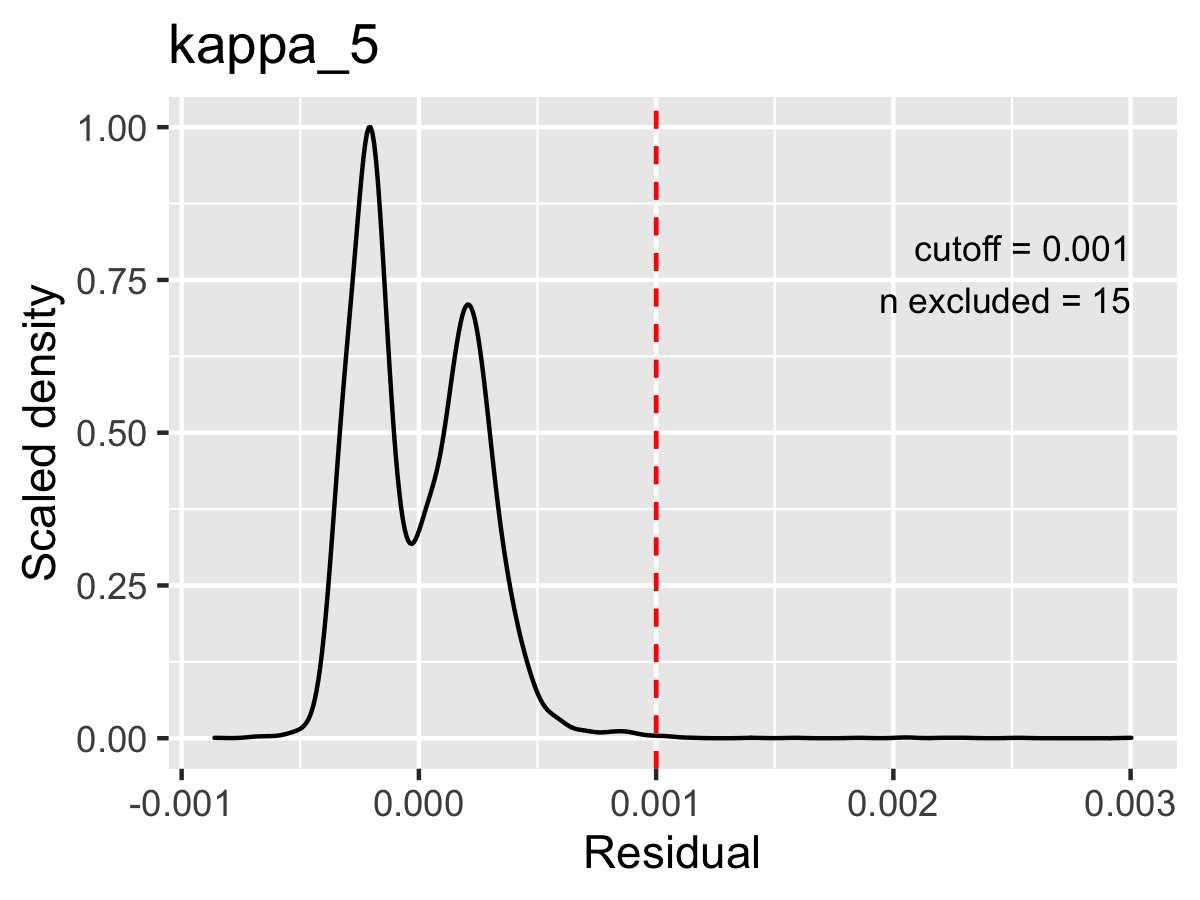 kappa_5
1.00
0.75
0.50
0.25
0.00
Scaled density
cutoff = 0.001
n excluded = 15
-0.001 0.000 0.001 0.002 0.003
Residual